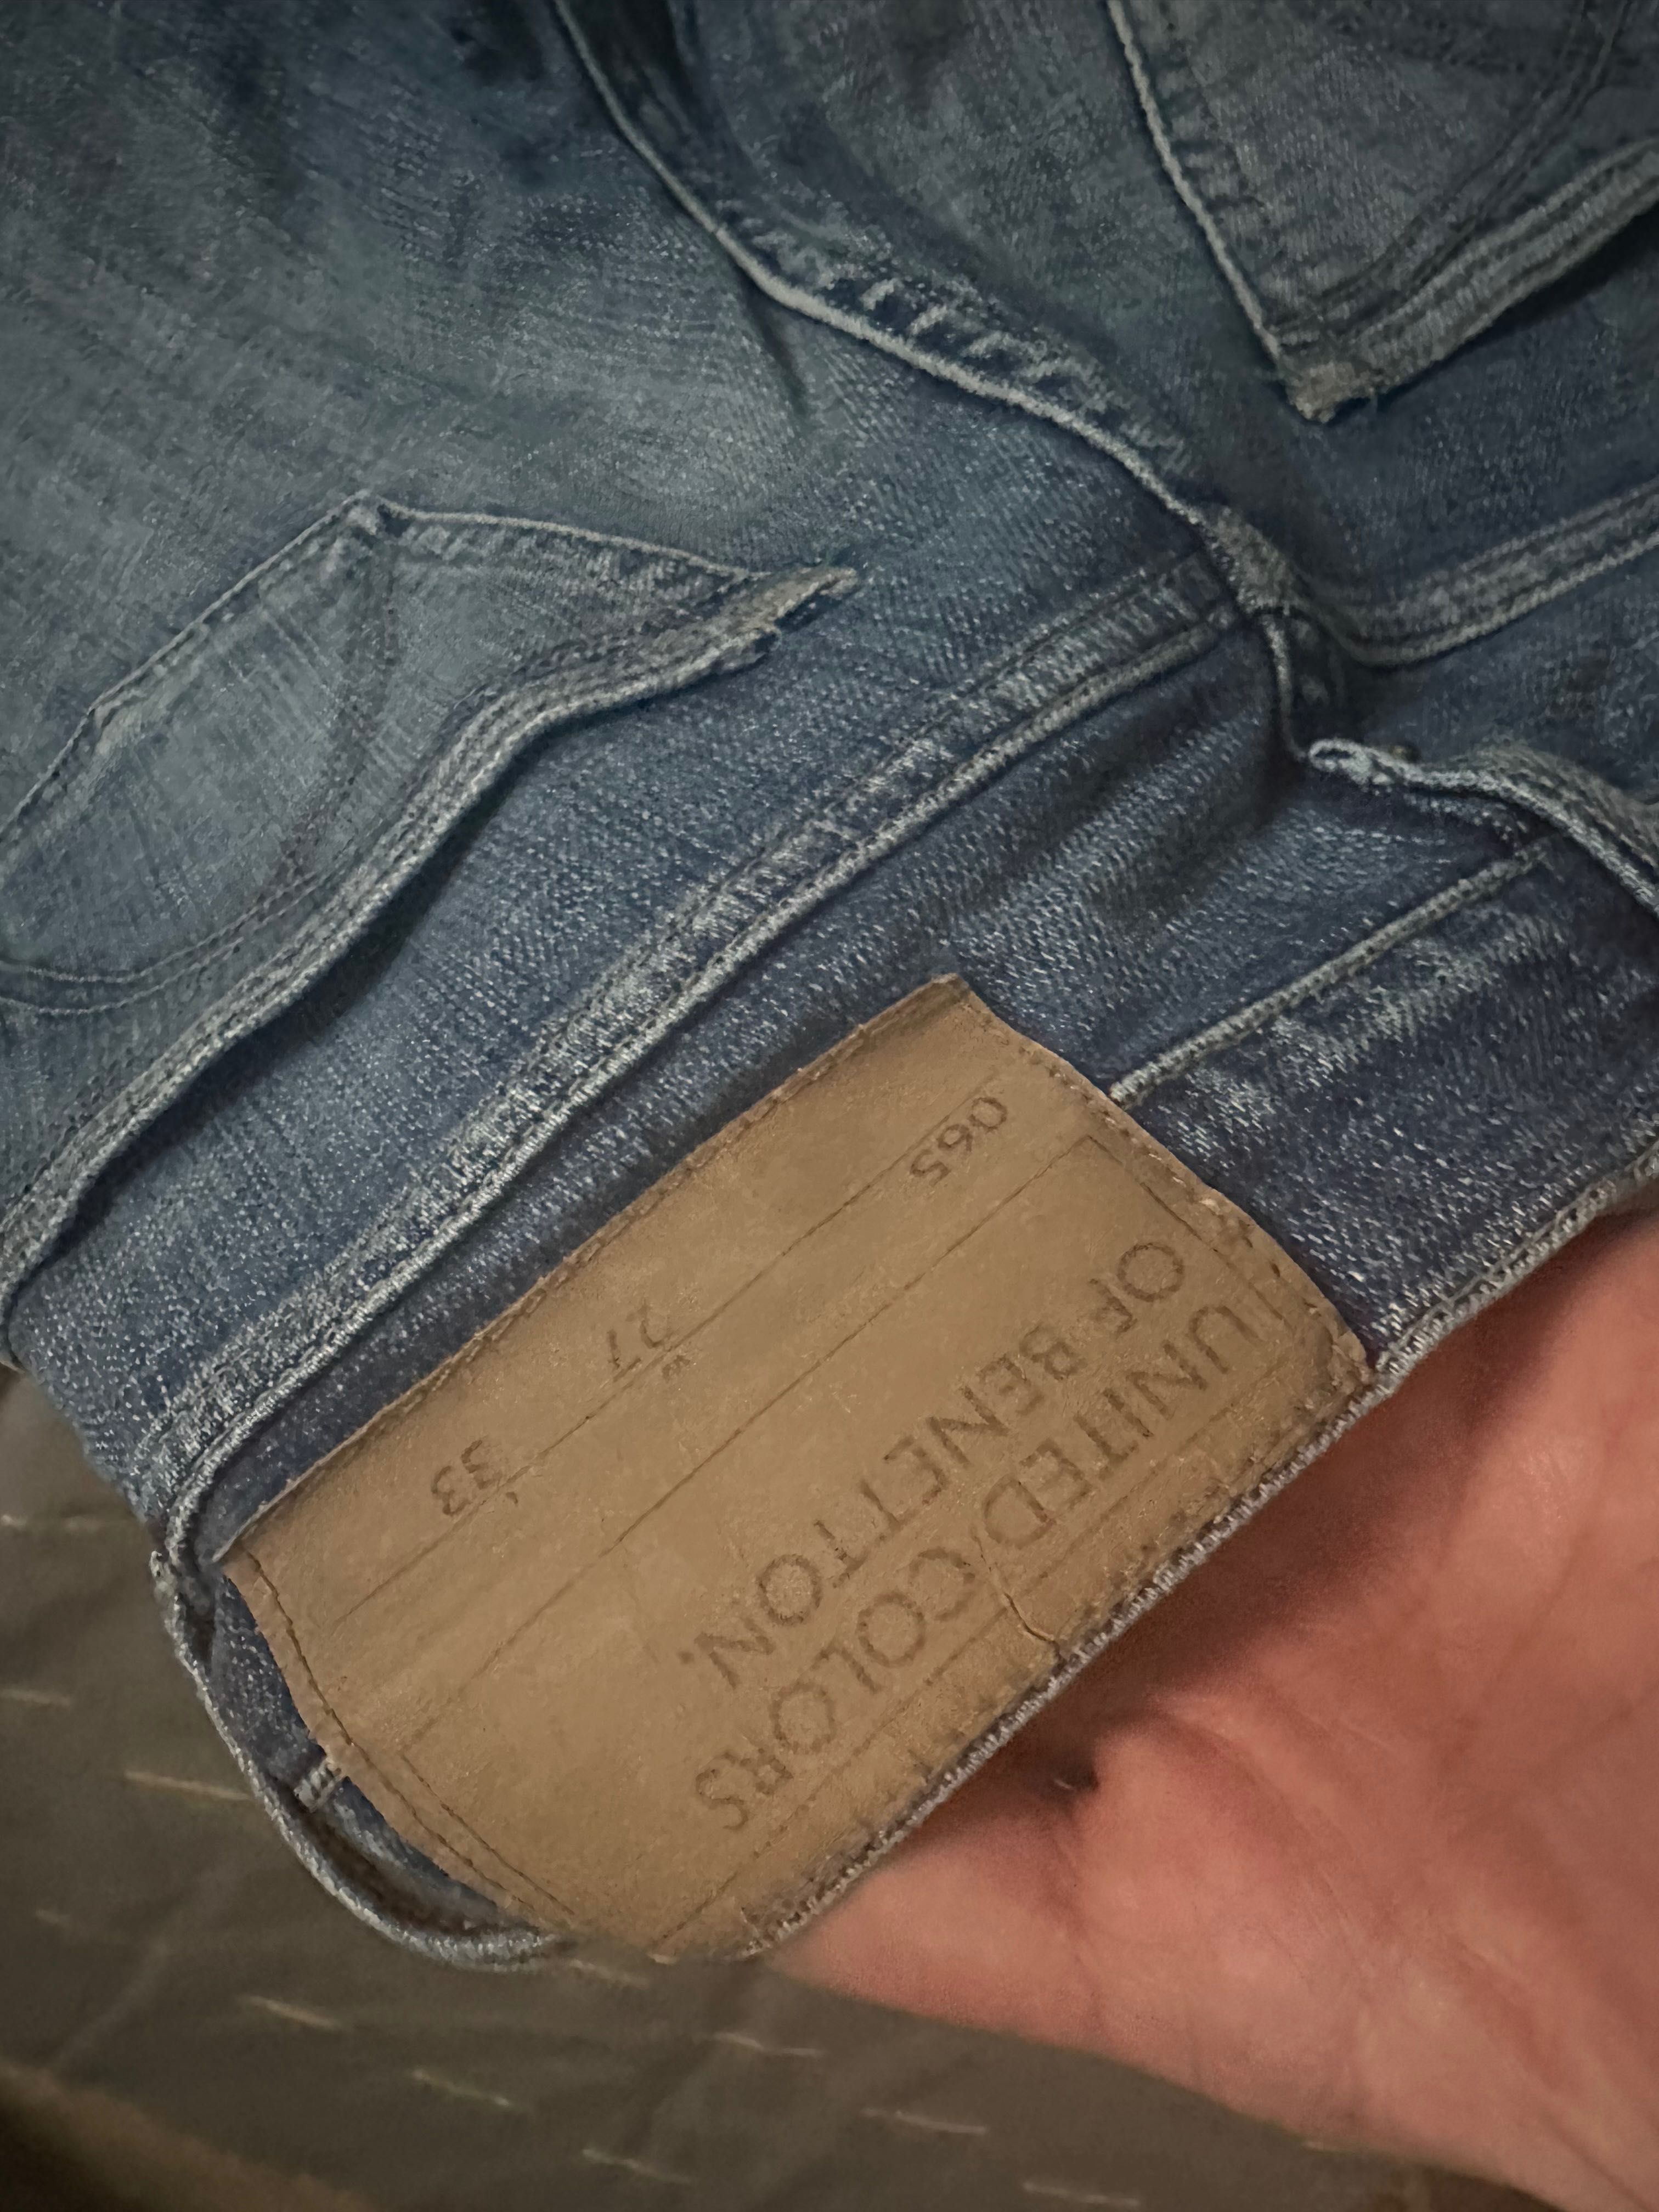 UNITED COLORS
OF BENETTON.
065 27 33